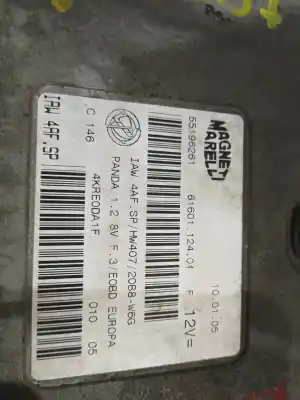 MAGNETI
MARELLI
10.01.05
55196261
61601.124.04
F
12V=
IAW 4AF.SP/HW407/20B8-W6G
PANDA 1.2 8V F.3/EOBD EUROPA
.C 146
4KRE0DA1F
010 05
IAW 4AF.SP